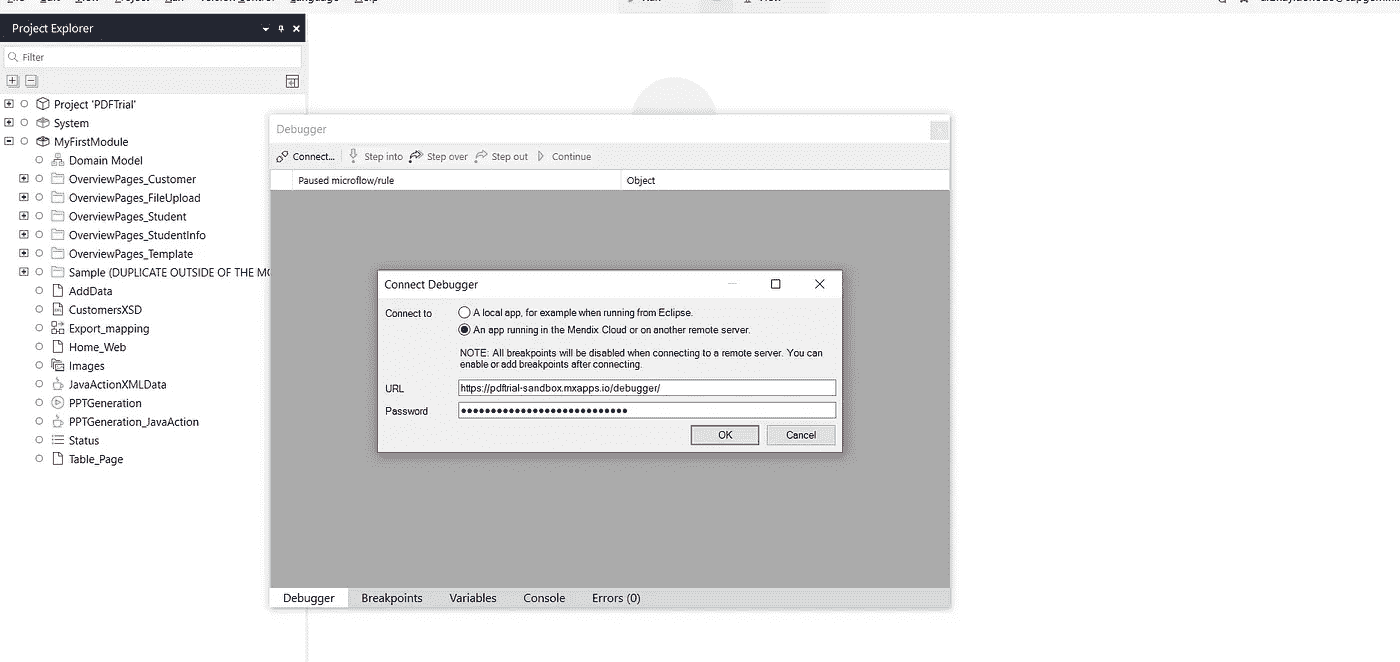 Project Explorer
Filter
Project 'PDFTrial'
System
MyFirstModule
Domain Model
OverviewPages_Customer
OverviewPages_FileUpload
OverviewPages_Student
OverviewPages_StudentInfo
OverviewPages_Template
Sample (DUPLICATE OUTSIDE OF THE MO
AddData
CustomersXSD
Export_mapping
Home_Web
Images
JavaActionXMLData
PPTGeneration
PPTGeneration_JavaAction
Status
Table_Page
Debugger
Connect... Step into Step over Step out Continue
Paused microflow/rule Object
Connect Debugger
Connect to A local app, for example when running from Eclipse.
An app running in the Mendix Cloud or on another remote server.
NOTE: All breakpoints will be disabled when connecting to a remote server. You can
enable or add breakpoints after connecting.
URL https://pdftrial-sandbox.mxapps.io/debugger/
Password
OK Cancel
Debugger Breakpoints Variables Console Errors (0)